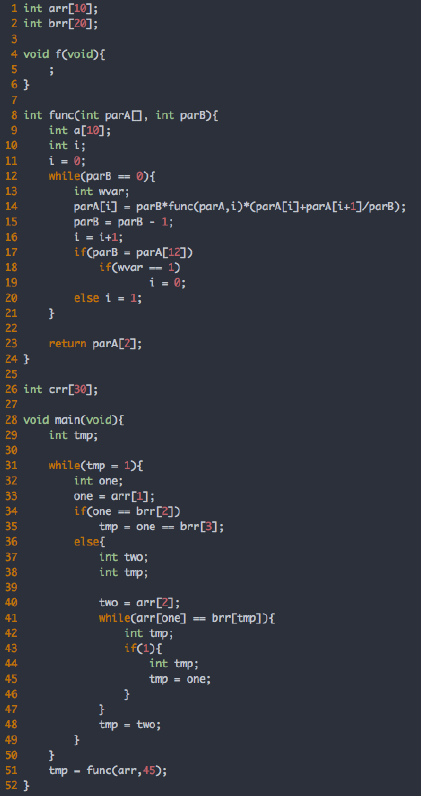 1 int arr[10];
2 int brr[20];
3
4 void f(void){
5     ;
6 }
7
8 int func(int parA[], int parB){
9     int a[10];
10     int i;
11     i = 0;
12     while(parB == 0){
13         int wvar;
14         parA[i] = parB*func(parA,i)*(parA[i]+parA[i+1]/parB);
15         parB = parB - 1;
16         i = i+1;
17         if(parB = parA[12])
18             if(wvar == 1)
19                     i = 0;
20         else i = 1;
21     }
22
23     return parA[2];
24 }
25
26 int crr[30];
27
28 void main(void){
29     int tmp;
30
31     while(tmp = 1){
32         int one;
33         one = arr[1];
34         if(one == brr[2])
35             tmp = one == brr[3];
36         else{
37             int two;
38             int tmp;
39
40             two = arr[2];
41             while(arr[one] == brr[tmp]){
42                 int tmp;
43                 if(1){
44                     int tmp;
45                     tmp = one;
46                 }
47             }
48             tmp = two;
49         }
50     }
51     tmp = func(arr,45);
52 }